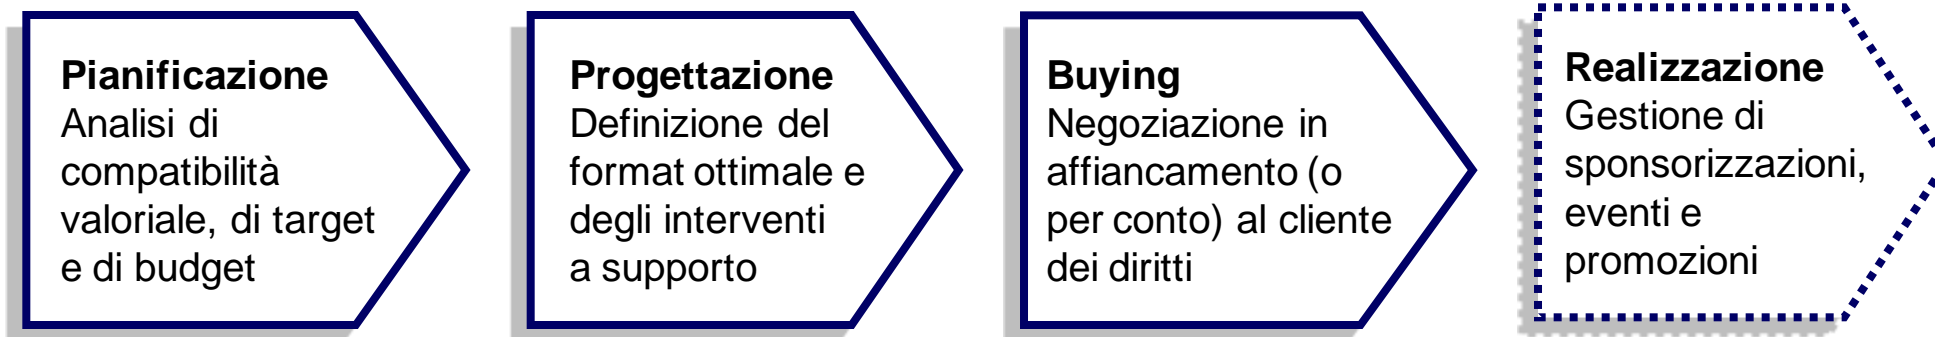 Pianificazione
Analisi di
compatibilità
valoriale, di target
e di budget
Progettazione
Definizione del
format ottimale e
degli interventi
a supporto
Buying
Negoziazione in
affiancamento (o
per conto) al cliente
dei diritti
Realizzazione
Gestione di
sponsorizzazioni,
eventi e
promozioni